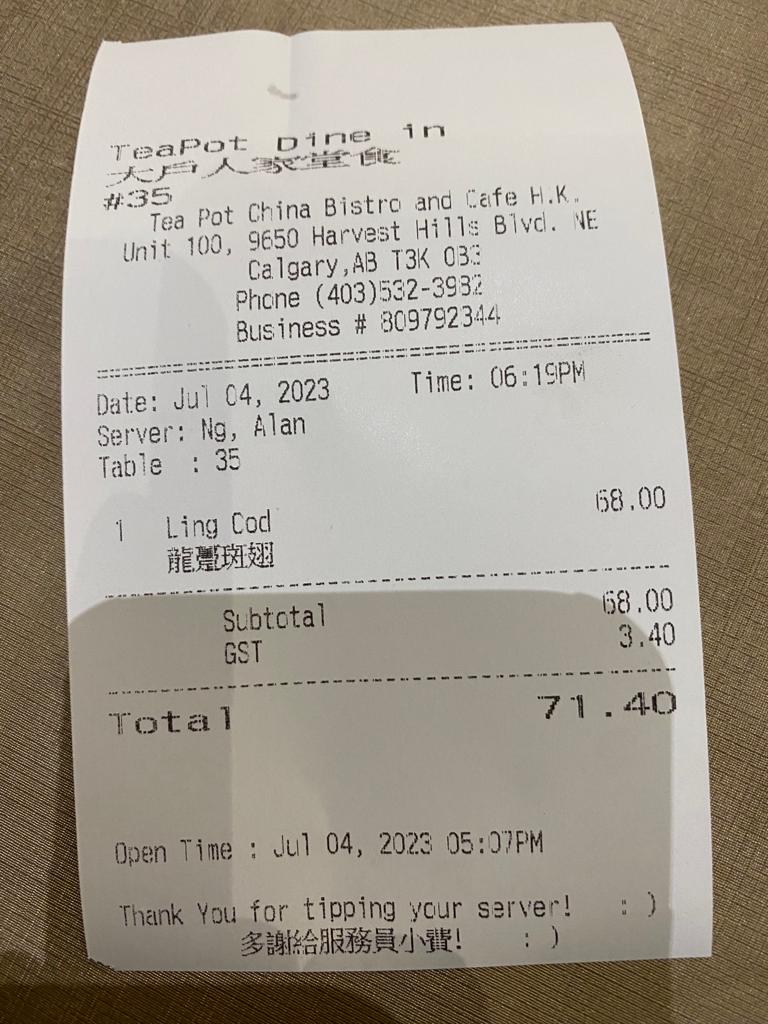 TeaPot Dine in
大戶人家堂食
#35
Tea Pot China Bistro and Cafe H.K.
Unit 100, 9650 Harvest Hills Blvd. NE
Calgary,AB T3K 0B3
Phone (403)532-3982
Business # 809792344
Date: Jul 04, 2023 Time: 06:19PM
Server: Ng, Alan
Table : 35
1 Ling Cod 68.00
龍躉斑翅
Subtotal 68.00
GST 3.40
Total 71.40
Open Time : Jul 04, 2023 05:07PM
Thank You for tipping your server! : )
多謝給服務員小費! : )